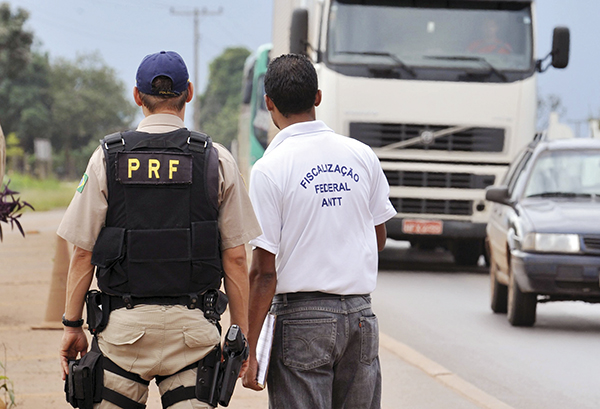 PRF
FISCALIZAÇÃO
FEDERAL
ANTT